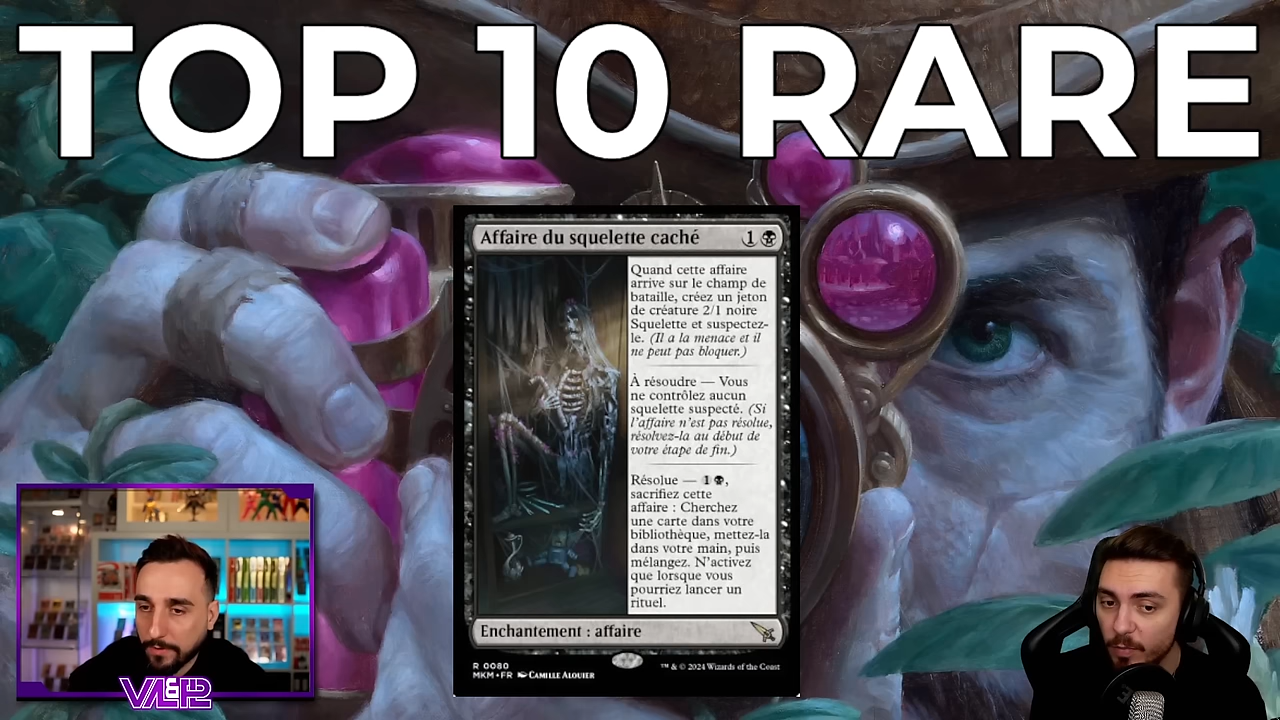 TOP 10 RARE
Affaire du squelette caché 1
Quand cette affaire
arrive sur le champ de
bataille, créez un jeton
de créature 2/1 noire
Squelette et suspectez-
le. (Il a la menace et il
ne peut pas bloquer.)
À résoudre — Vous
ne contrôlez aucun
squelette suspecté. (Si
l'affaire n'est pas résolue,
résolvez-la au début de
votre étape de fin.)
Résolue — 1,
sacrifiez cette
affaire : Cherchez
une carte dans votre
bibliothèque, mettez-la
dans votre main, puis
mélangez. N'activez
que lorsque vous
pourriez lancer un
rituel.
Enchantement : affaire
R 0080
MKM • FR Camille Alquier
™ & © 2024 Wizards of the Coast